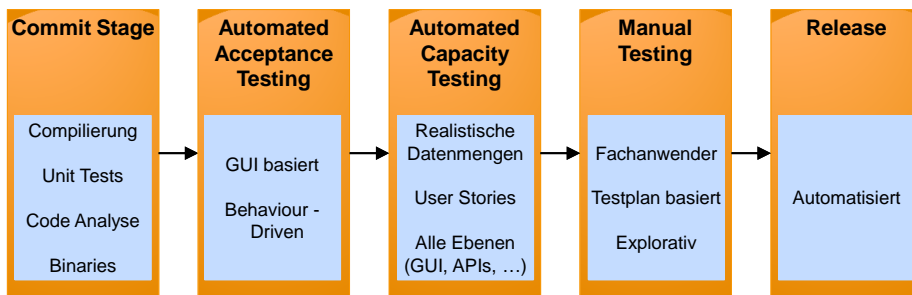 Commit Stage
Compilierung
Unit Tests
Code Analyse
Binaries
Automated
Acceptance
Testing
GUI basiert
Behaviour -
Driven
Automated
Capacity
Testing
Realistische
Datenmengen
User Stories
Alle Ebenen
(GUI, APIs, …)
Manual
Testing
Fachanwender
Testplan basiert
Explorativ
Release
Automatisiert